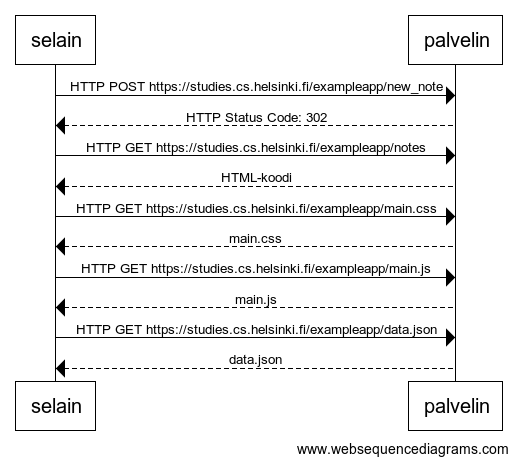 selain palvelin
HTTP POST https://studies.cs.helsinki.fi/exampleapp/new_note
HTTP Status Code: 302
HTTP GET https://studies.cs.helsinki.fi/exampleapp/notes
HTML-koodi
HTTP GET https://studies.cs.helsinki.fi/exampleapp/main.css
main.css
HTTP GET https://studies.cs.helsinki.fi/exampleapp/main.js
main.js
HTTP GET https://studies.cs.helsinki.fi/exampleapp/data.json
data.json
selain palvelin
www.websequencediagrams.com